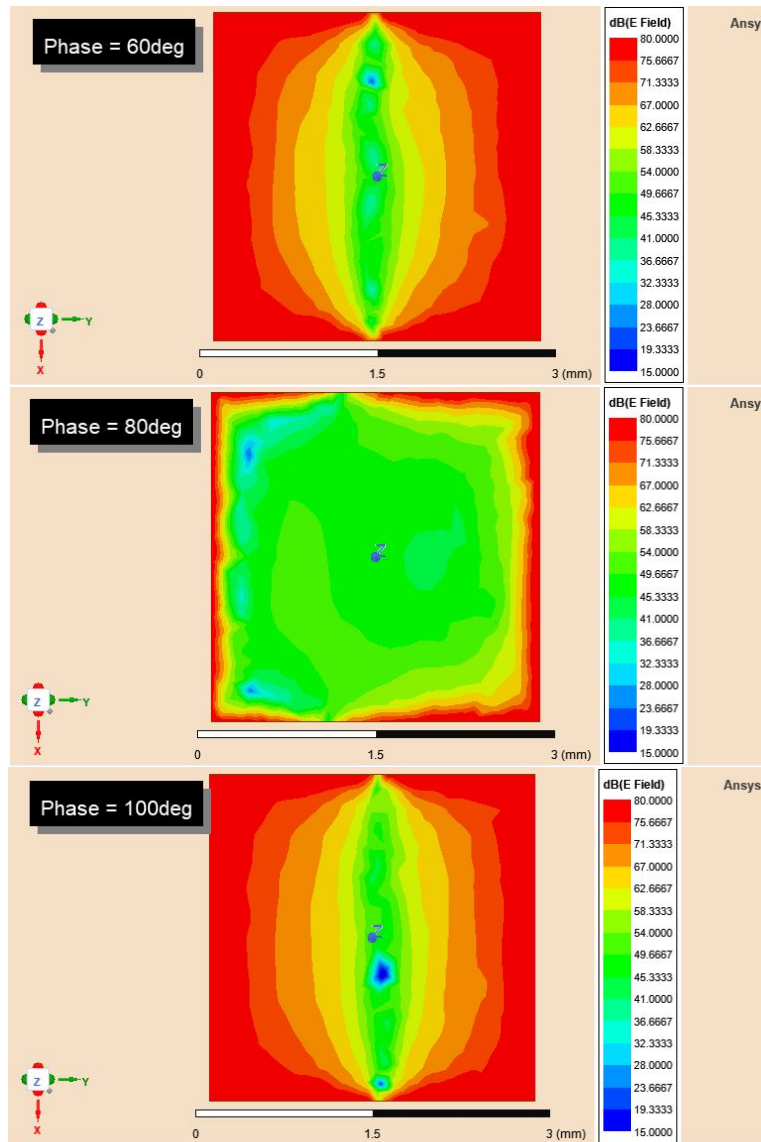 Phase = 60deg
Z
Z
Y
X
0
1.5
3 (mm)
dB(E Field)
80.0000
75.6667
71.3333
67.0000
62.6667
58.3333
54.0000
49.6667
45.3333
41.0000
36.6667
32.3333
28.0000
23.6667
19.3333
15.0000
Ansy
Phase = 80deg
Z
Z
Y
X
0
1.5
3 (mm)
dB(E Field)
80.0000
75.6667
71.3333
67.0000
62.6667
58.3333
54.0000
49.6667
45.3333
41.0000
36.6667
32.3333
28.0000
23.6667
19.3333
15.0000
Ansy
Phase = 100deg
Z
Z
Y
X
0
1.5
3 (mm)
dB(E Field)
80.0000
75.6667
71.3333
67.0000
62.6667
58.3333
54.0000
49.6667
45.3333
41.0000
36.6667
32.3333
28.0000
23.6667
19.3333
15.0000
Ansys